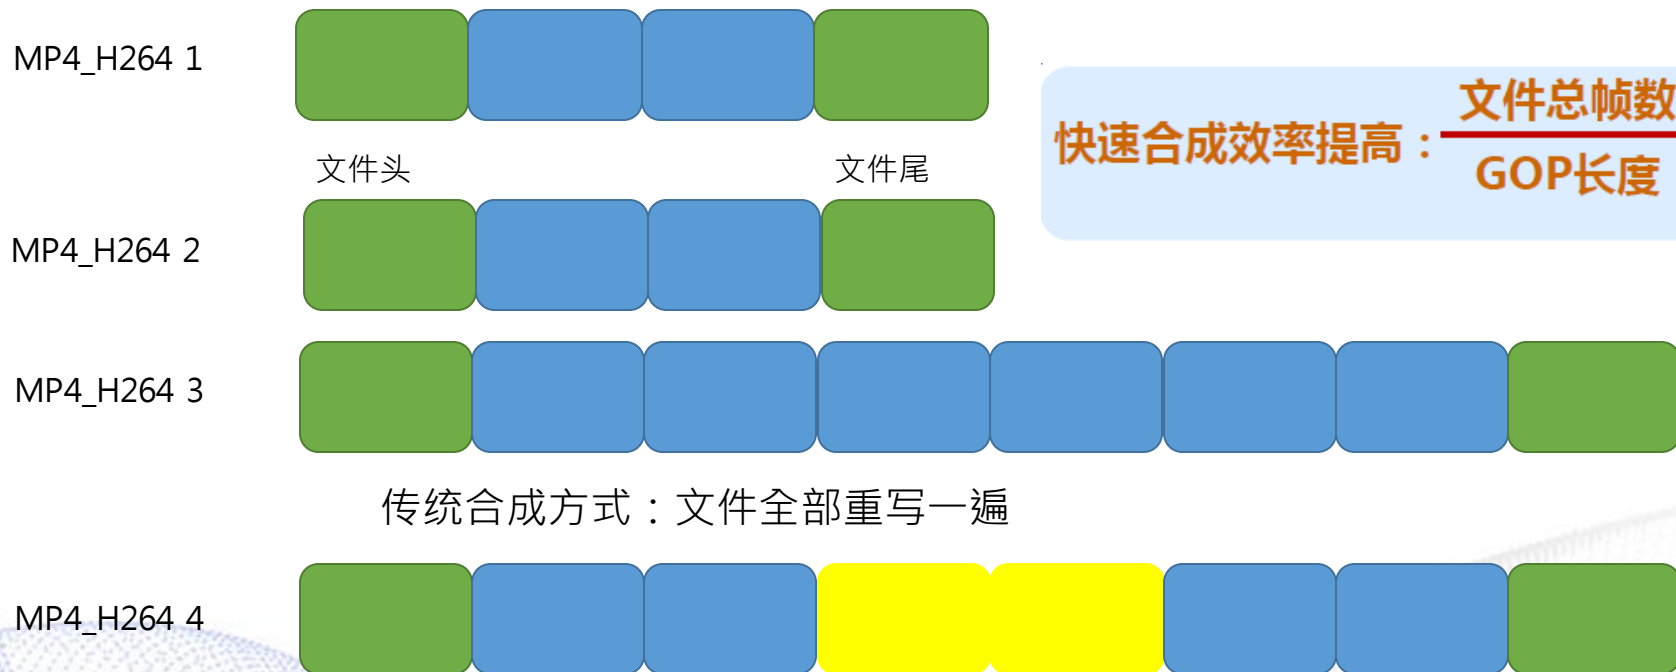 MP4_H264 1
快速合成效率提高：
文件总帧数
GOP长度
文件头
文件尾
MP4_H264 2
MP4_H264 3
传统合成方式：文件全部重写一遍
MP4_H264 4